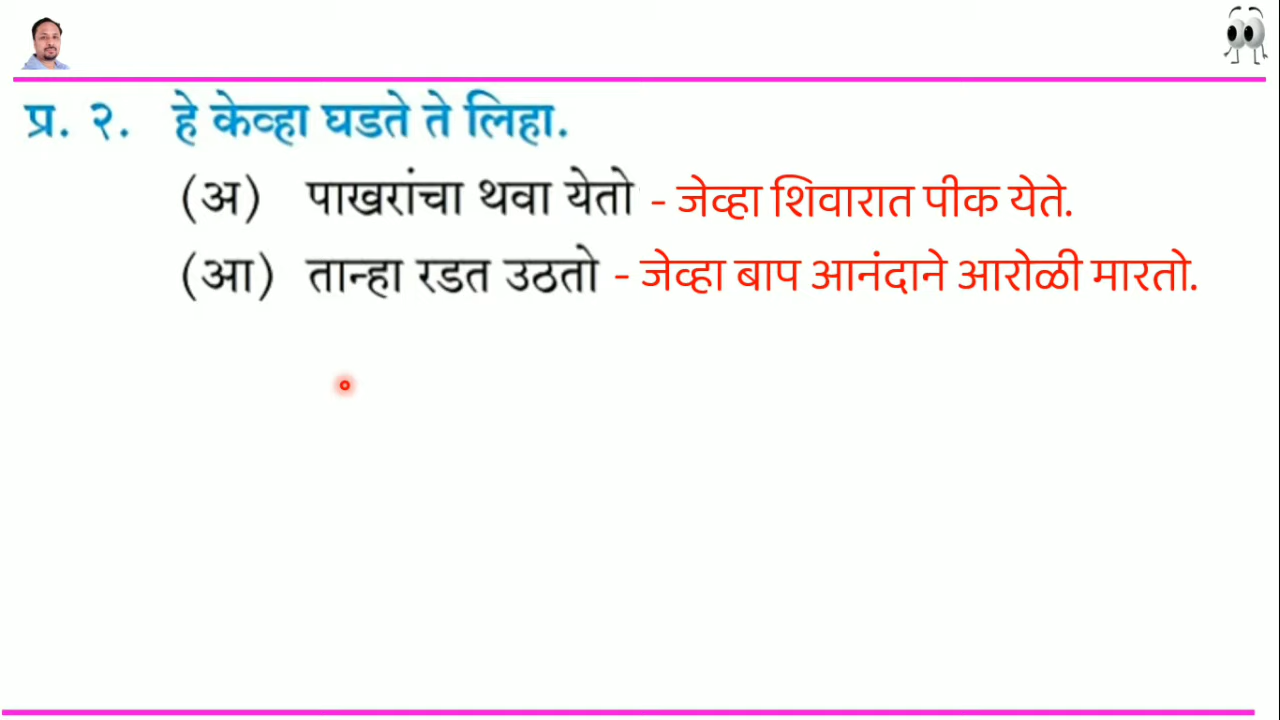 प्र. २. हे केव्हा घडते ते लिहा.
(अ) पाखरांचा थवा येतो - जेव्हा शिवारात पीक येते.
(आ) तान्हा रडत उठतो - जेव्हा बाप आनंदाने आरोळी मारतो.